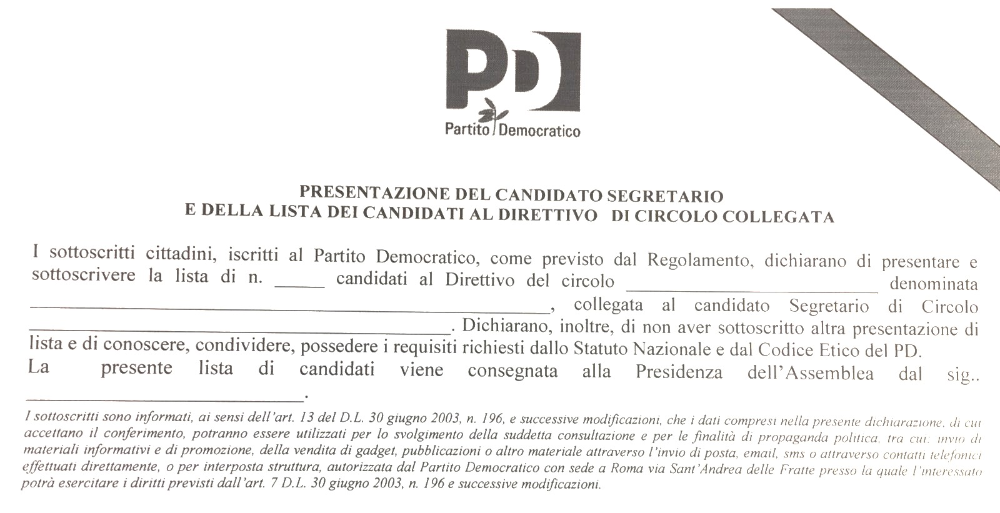 PD
Partito Democratico
PRESENTAZIONE DEL CANDIDATO SEGRETARIO
E DELLA LISTA DEI CANDIDATI AL DIRETTIVO DI CIRCOLO COLLEGATA
I sottoscritti cittadini, iscritti al Partito Democratico, come previsto dal Regolamento, dichiarano di presentare e
sottoscrivere la lista di n. _____ candidati al Direttivo del circolo __________________________ denominata
______________________________________________________, collegata al candidato Segretario di Circolo
____________________________________________. Dichiarano, inoltre, di non aver sottoscritto altra presentazione di
lista e di conoscere, condividere, possedere i requisiti richiesti dallo Statuto Nazionale e dal Codice Etico del PD.
La presente lista di candidati viene consegnata alla Presidenza dell'Assemblea dal sig..
_____________________________.
I sottoscritti sono informati, ai sensi dell'art. 13 del D.L. 30 giugno 2003, n. 196, e successive modificazioni, che i dati compresi nella presente dichiarazione, di cui
accettano il conferimento, potranno essere utilizzati per lo svolgimento della suddetta consultazione e per le finalità di propaganda politica, tra cui: invio di
materiali informativi e di promozione, della vendita di gadget, pubblicazioni o altro materiale attraverso l'invio di posta, email, sms o attraverso contatti telefonici
effettuati direttamente, o per interposta struttura, autorizzata dal Partito Democratico con sede a Roma via Sant'Andrea delle Fratte presso la quale l'interessato
potrà esercitare i diritti previsti dall'art. 7 D.L. 30 giugno 2003, n. 196 e successive modificazioni.